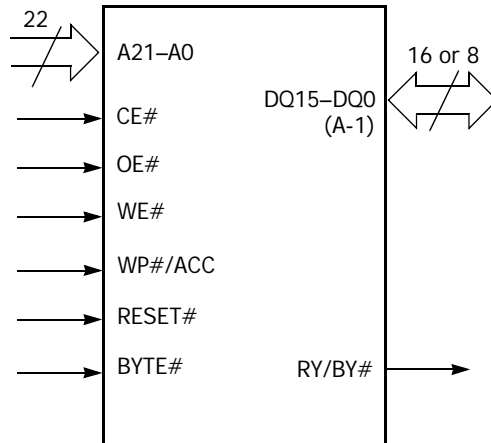 22
A21–A0
CE#
OE#
WE#
WP#/ACC
RESET#
BYTE#
16 or 8
DQ15–DQ0
(A-1)
RY/BY#